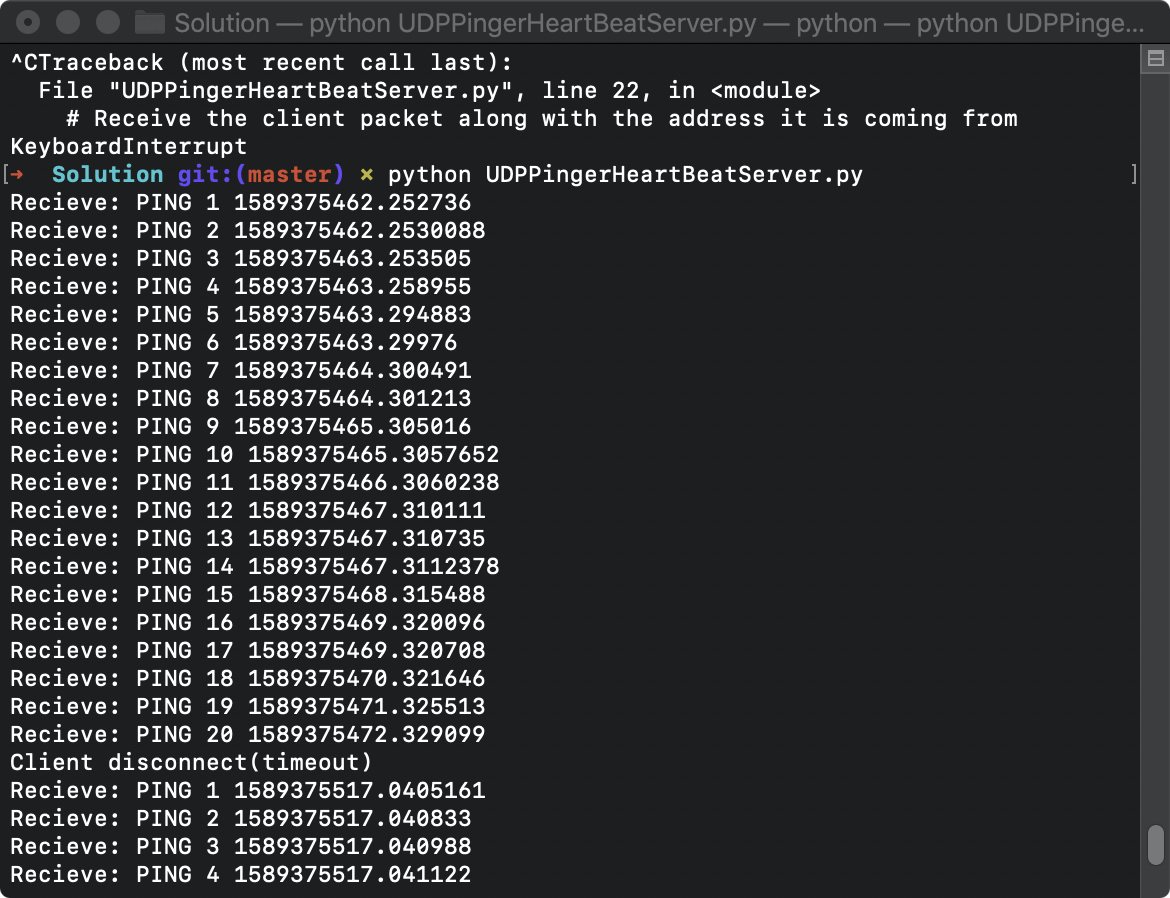 Solution — python UDPPingerHeartBeatServer.py — python — python UDPPinge...
^CTraceback (most recent call last):
  File "UDPPingerHeartBeatServer.py", line 22, in <module>
    # Receive the client packet along with the address it is coming from
KeyboardInterrupt
[➜  Solution git:(master) ✗ python UDPPingerHeartBeatServer.py ]
Recieve: PING 1 1589375462.252736
Recieve: PING 2 1589375462.2530088
Recieve: PING 3 1589375463.253505
Recieve: PING 4 1589375463.258955
Recieve: PING 5 1589375463.294883
Recieve: PING 6 1589375463.29976
Recieve: PING 7 1589375464.300491
Recieve: PING 8 1589375464.301213
Recieve: PING 9 1589375465.305016
Recieve: PING 10 1589375465.3057652
Recieve: PING 11 1589375466.3060238
Recieve: PING 12 1589375467.310111
Recieve: PING 13 1589375467.310735
Recieve: PING 14 1589375467.3112378
Recieve: PING 15 1589375468.315488
Recieve: PING 16 1589375469.320096
Recieve: PING 17 1589375469.320708
Recieve: PING 18 1589375470.321646
Recieve: PING 19 1589375471.325513
Recieve: PING 20 1589375472.329099
Client disconnect(timeout)
Recieve: PING 1 1589375517.0405161
Recieve: PING 2 1589375517.040833
Recieve: PING 3 1589375517.040988
Recieve: PING 4 1589375517.041122